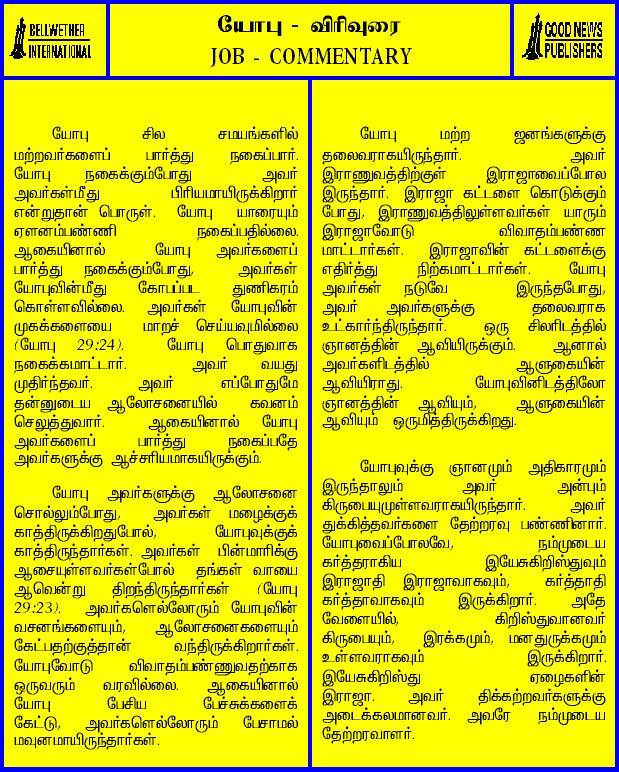 BELLWETHER
INTERNATIONAL
யோபு - விரிவுரை
JOB - COMMENTARY
GOOD NEWS
PUBLISHERS
யோபு சில சமயங்களில்
மற்றவர்களைப் பார்த்து நகைப்பார்.
யோபு நகைக்கும்போது அவர்
அவர்கள்மீது பிரியமாயிருக்கிறார்
என்றுதான் பொருள். யோபு யாரையும்
ஏளனம்பண்ணி நகைப்பதில்லை.
ஆகையினால் யோபு அவர்களைப்
பார்த்து நகைக்கும்போது, அவர்கள்
யோபுவின்மீது கோபப்பட துணிகரம்
கொள்ளவில்லை. அவர்கள் யோபுவின்
முகக்களையை மாறச் செய்யவுமில்லை
(யோபு 29:24). யோபு பொதுவாக
நகைக்கமாட்டார். அவர் வயது
முதிர்ந்தவர். அவர் எப்போதுமே
தன்னுடைய ஆலோசனையில் கவனம்
செலுத்துவார். ஆகையினால் யோபு
அவர்களைப் பார்த்து நகைப்பதே
அவர்களுக்கு ஆச்சரியமாகயிருக்கும்.
யோபு அவர்களுக்கு ஆலோசனை
சொல்லும்போது, அவர்கள் மழைக்குக்
காத்திருக்கிறதுபோல், யோபுவுக்குக்
காத்திருந்தார்கள். அவர்கள் பின்மாரிக்கு
ஆசையுள்ளவர்கள்போல் தங்கள் வாயை
ஆவென்று திறந்திருந்தார்கள் (யோபு
29:23). அவர்களெல்லோரும் யோபுவின்
வசனங்களையும், ஆலோசனைகளையும்
கேட்பதற்குத்தான் வந்திருக்கிறார்கள்.
யோபுவோடு விவாதம்பண்ணுவதற்காக
ஒருவரும் வரவில்லை. ஆகையினால்
யோபு பேசிய பேச்சுக்களைக்
கேட்டு, அவர்களெல்லோரும் பேசாமல்
மவுனமாயிருந்தார்கள்.
யோபு மற்ற ஜனங்களுக்கு
தலைவராகயிருந்தார். அவர்
இராணுவத்திற்குள் இராஜாவைப்போல
இருந்தார். இராஜா கட்டளை கொடுக்கும்
போது, இராணுவத்திலுள்ளவர்கள் யாரும்
இராஜாவோடு விவாதம்பண்ண
மாட்டார்கள். இராஜாவின் கட்டளைக்கு
எதிர்த்து நிற்கமாட்டார்கள். யோபு
அவர்கள் நடுவே இருந்தபோது,
அவர் அவர்களுக்கு தலைவராக
உட்கார்ந்திருந்தார். ஒரு சிலரிடத்தில்
ஞானத்தின் ஆவியிருக்கும். ஆனால்
அவர்களிடத்தில் ஆளுகையின்
ஆவியிராது. யோபுவினிடத்திலோ
ஞானத்தின் ஆவியும், ஆளுகையின்
ஆவியும் ஒருமித்திருக்கிறது.
யோபுவுக்கு ஞானமும் அதிகாரமும்
இருந்தாலும் அவர் அன்பும்
கிருபையுமுள்ளவராகயிருந்தார். அவர்
துக்கித்தவர்களை தேற்றரவு பண்ணினார்.
யோபுவைப்போலவே, நம்முடைய
கர்த்தராகிய இயேசுகிறிஸ்துவும்
இராஜாதி இராஜாவாகவும், கர்த்தாதி
கர்த்தாவாகவும் இருக்கிறார். அதே
வேளையில், கிறிஸ்துவானவர்
கிருபையும், இரக்கமும், மனதுருக்கமும்
உள்ளவராகவும் இருக்கிறார்.
இயேசுகிறிஸ்து ஏழைகளின்
இராஜா. அவர் திக்கற்றவர்களுக்கு
அடைக்கலமானவர். அவரே நம்முடைய
தேற்றரவாளர்.